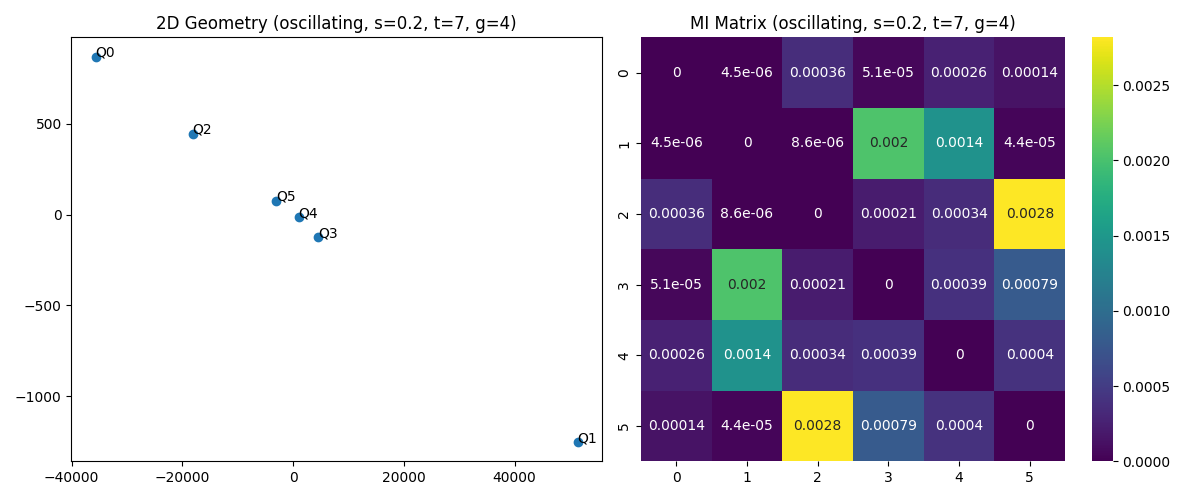 2D Geometry (oscillating, s=0.2, t=7, g=4)
Q0
Q2
Q5
Q4
Q3
Q1
500
0
−500
−1000
−40000 −20000 0 20000 40000
MI Matrix (oscillating, s=0.2, t=7, g=4)
0 0 4.5e-06 0.00036 5.1e-05 0.00026 0.00014
1 4.5e-06 0 8.6e-06 0.002 0.0014 4.4e-05
2 0.00036 8.6e-06 0 0.00021 0.00034 0.0028
3 5.1e-05 0.002 0.00021 0 0.00039 0.00079
4 0.00026 0.0014 0.00034 0.00039 0 0.0004
5 0.00014 4.4e-05 0.0028 0.00079 0.0004 0
0 1 2 3 4 5
0.0025
0.0020
0.0015
0.0010
0.0005
0.0000